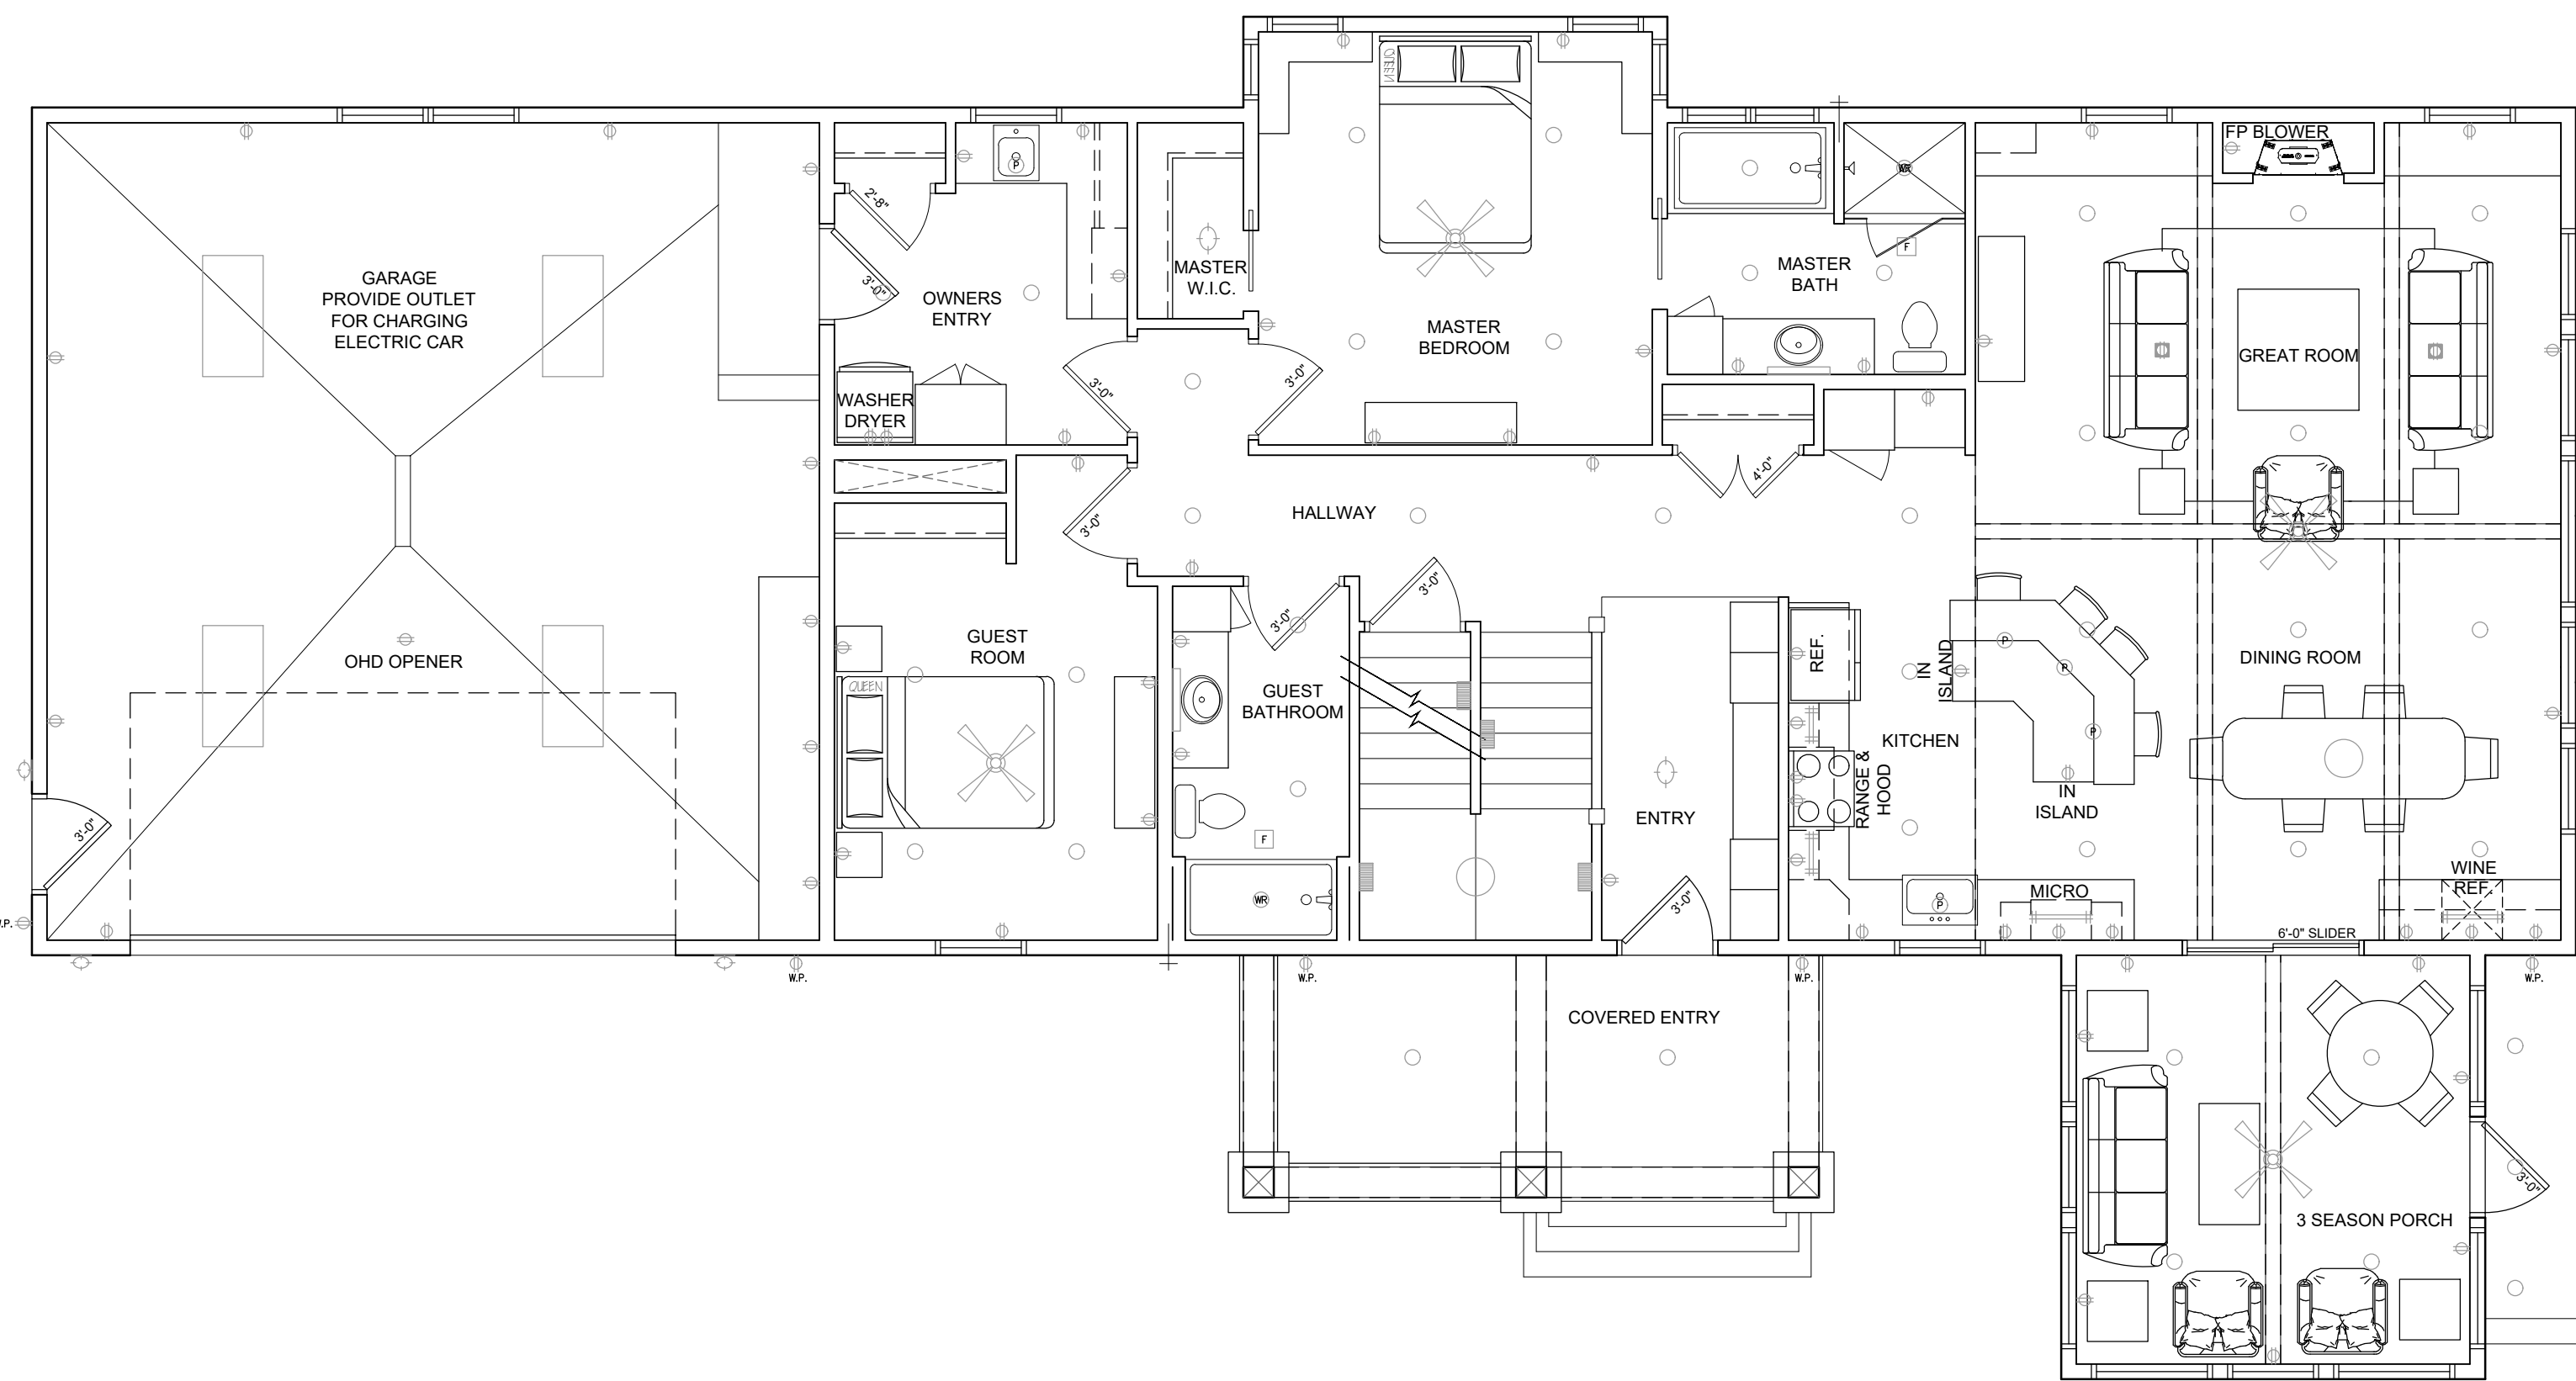 QUEEN
FP BLOWER
P
WR
2'-8"
F
GARAGE
PROVIDE OUTLET
FOR CHARGING
ELECTRIC CAR
3'-0"
OWNERS
ENTRY
MASTER
W.I.C.
MASTER
BATH
MASTER
BEDROOM
GREAT ROOM
WASHER
DRYER
3'-0"
3'-0"
4'-0"
HALLWAY
3'-0"
3'-0"
3'-0"
OHD OPENER
GUEST
ROOM
QUEEN
GUEST
BATHROOM
REF.
IN
ISLAND
P
P
P
DINING ROOM
KITCHEN
RANGE &
HOOD
IN
ISLAND
3'-0"
ENTRY
F
WR
3'-0"
P
MICRO
WINE
REF.
6'-0" SLIDER
W.P.
W.P.
W.P.
W.P.
COVERED ENTRY
3'-0"
3 SEASON PORCH